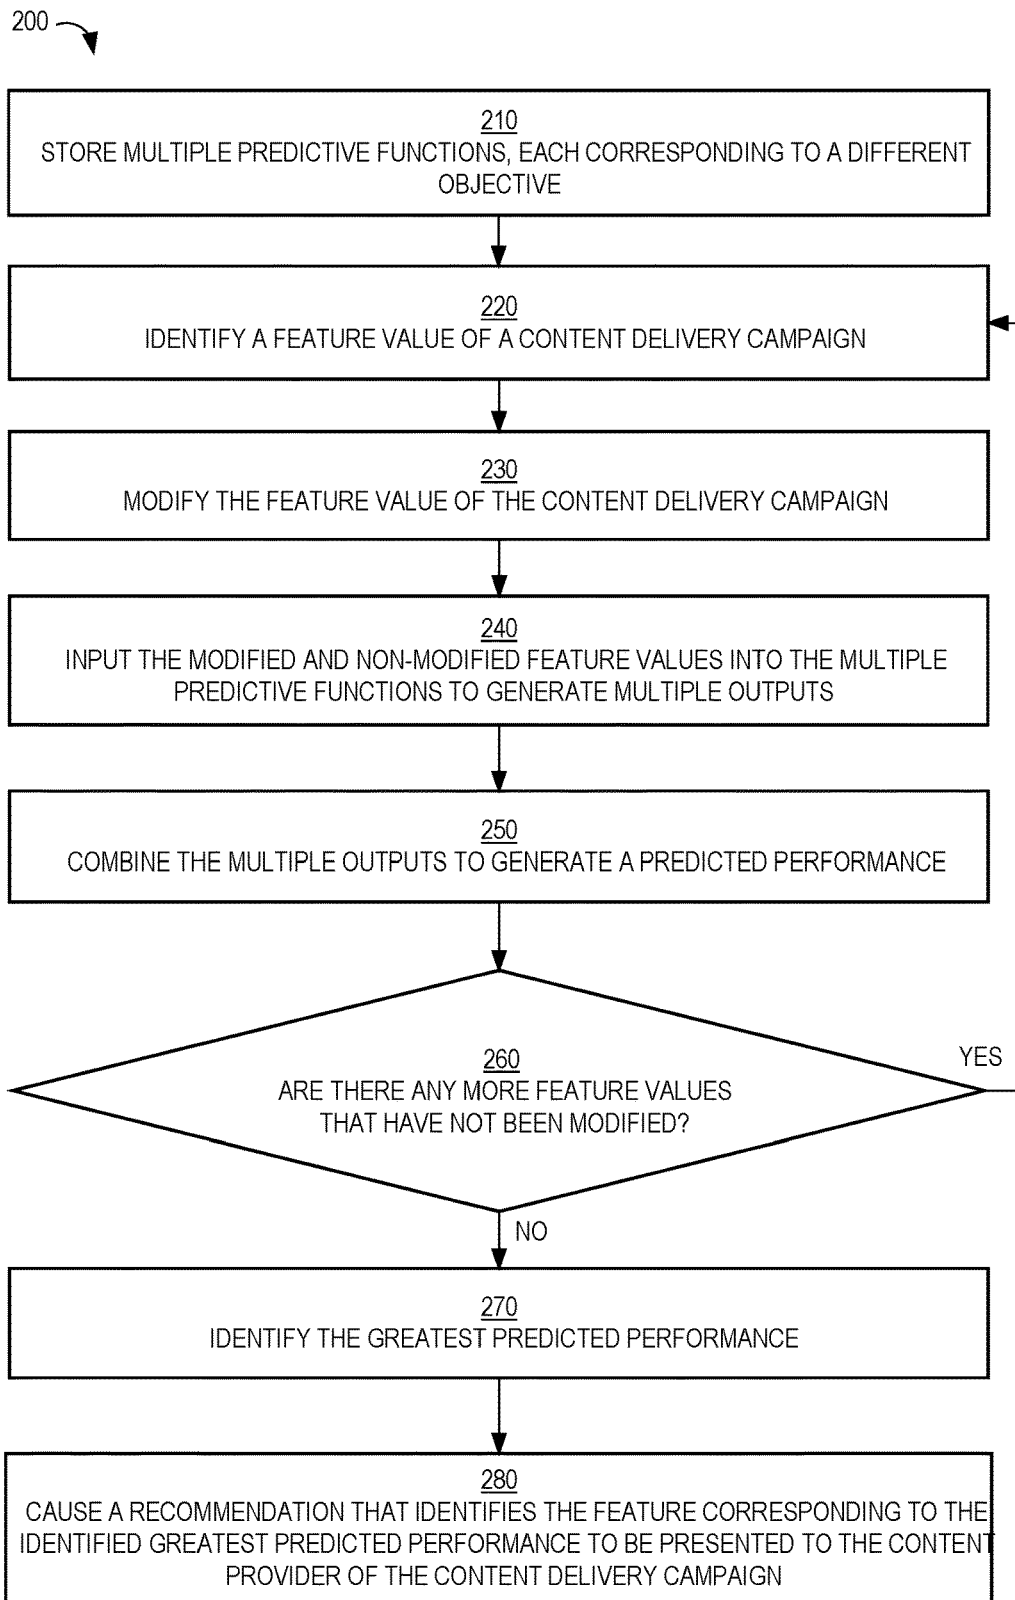 200
210
STORE MULTIPLE PREDICTIVE FUNCTIONS, EACH CORRESPONDING TO A DIFFERENT
OBJECTIVE
220
IDENTIFY A FEATURE VALUE OF A CONTENT DELIVERY CAMPAIGN
230
MODIFY THE FEATURE VALUE OF THE CONTENT DELIVERY CAMPAIGN
240
INPUT THE MODIFIED AND NON-MODIFIED FEATURE VALUES INTO THE MULTIPLE
PREDICTIVE FUNCTIONS TO GENERATE MULTIPLE OUTPUTS
250
COMBINE THE MULTIPLE OUTPUTS TO GENERATE A PREDICTED PERFORMANCE
260
ARE THERE ANY MORE FEATURE VALUES
THAT HAVE NOT BEEN MODIFIED?
YES
NO
270
IDENTIFY THE GREATEST PREDICTED PERFORMANCE
280
CAUSE A RECOMMENDATION THAT IDENTIFIES THE FEATURE CORRESPONDING TO THE
IDENTIFIED GREATEST PREDICTED PERFORMANCE TO BE PRESENTED TO THE CONTENT
PROVIDER OF THE CONTENT DELIVERY CAMPAIGN